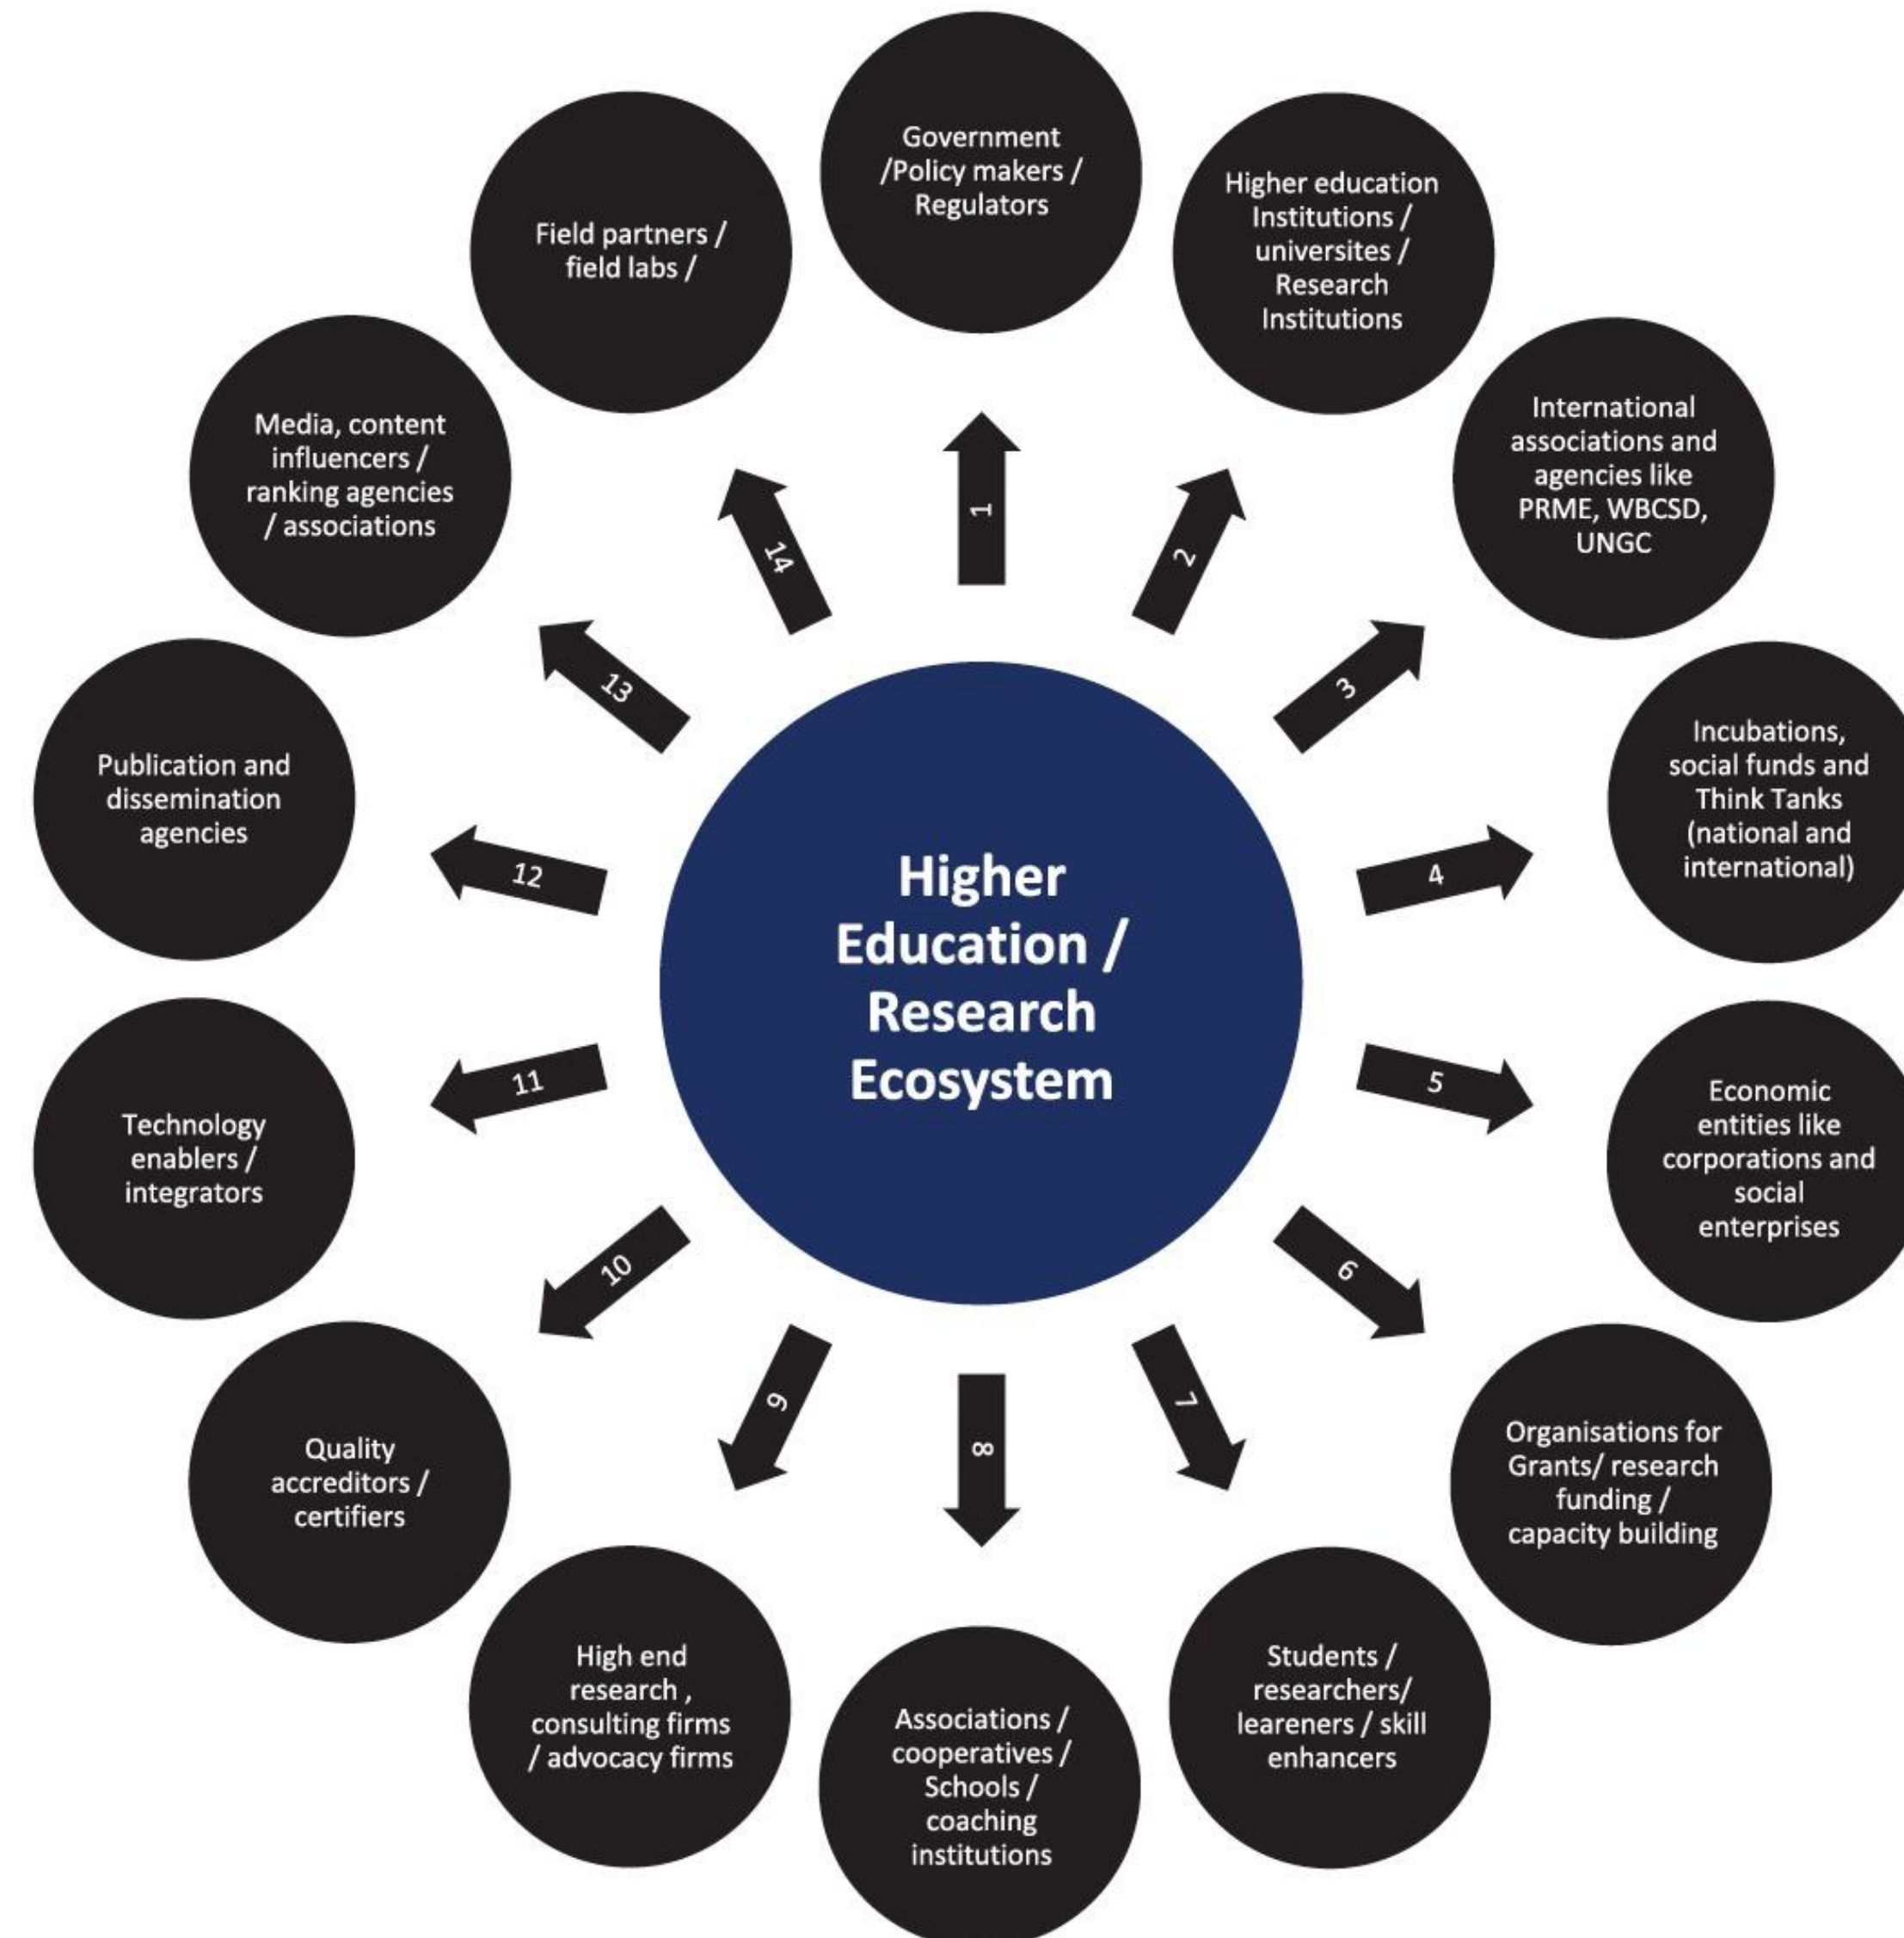 Government
/Policy makers /
Regulators
Higher education
Institutions /
universites /
Research
Institutions
International
associations and
agencies like
PRME, WBCSD,
UNGC
Incubations,
social funds and
Think Tanks
(national and
international)
Economic
entities like
corporations and
social
enterprises
Organisations for
Grants/ research
funding /
capacity building
Students /
researchers/
leareners / skill
enhancers
Associations /
cooperatives /
Schools /
coaching
institutions
High end
research ,
consulting firms
/ advocacy firms
Quality
accreditors /
certifiers
Technology
enablers /
integrators
Publication and
dissemination
agencies
Media, content
influencers /
ranking agencies
/ associations
Field partners /
field labs /
1
2
3
4
5
6
7
8
9
10
11
12
13
14
Higher
Education /
Research
Ecosystem